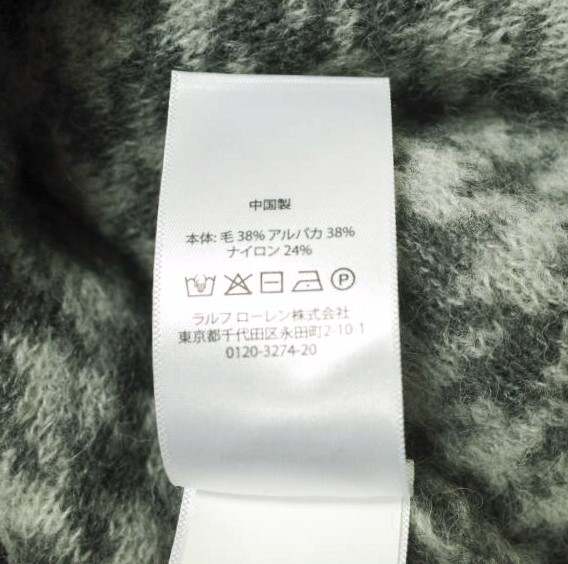 中国製
本体: 毛 38% アルパカ 38%
ナイロン 24%
P
ラルフ ローレン株式会社
東京都千代田区永田町2-10-1
0120-3274-20